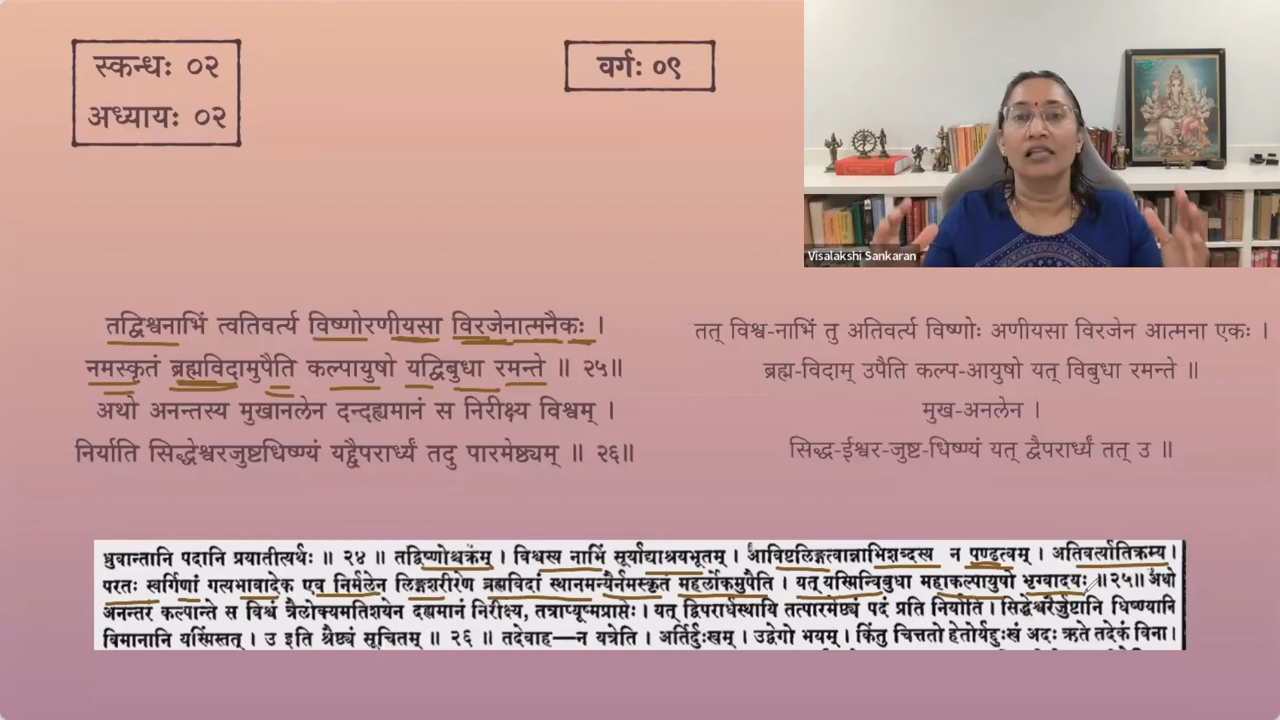 स्कन्धः ०२
अध्यायः ०२
वर्गः ०९
Visalakshi Sankaran
तद्विश्वनाभिं त्वतिवर्त्य विष्णोरणीयसा विरजेनात्मनैकः ।
नमस्कृतं ब्रह्मविदामुपैति कल्पायुषो यद्विबुधा रमन्ते ॥ २५॥
अथो अनन्तस्य मुखानलेन दन्दह्यमानं स निरीक्ष्य विश्वम् ।
निर्याति सिद्धेश्वरजुष्टधिष्ण्यं यद्द्वैपरार्ध्यं तदु पारमेष्ठ्यम् ॥ २६॥
तत् विश्व-नाभिं तु अतिवर्त्य विष्णोः अणीयसा विरजेन आत्मना एकः ।
ब्रह्म-विदाम् उपैति कल्प-आयुषो यत् विबुधा रमन्ते ॥
मुख-अनलेन ।
सिद्ध-ईश्वर-जुष्ट-धिष्ण्यं यत् द्वैपरार्ध्यं तत् उ ॥
ध्रुवान्तानि पदानि प्रयातीत्यर्थः ॥ २४ ॥ तद्विष्णोश्चक्रम् । विश्वस्य नाभिं सूर्याद्याश्रयभूतम् । आविष्टलिङ्गत्वान्नाभिशब्दस्य न पुण्ढत्वम् । अतिवर्त्यातिक्रम्य ।
परतः स्वर्गिणां गत्यभावादेक एव निर्मलेन लिङ्गशरीरेण ब्रह्मविदां स्थानमन्यैर्नमस्कृतं महर्लोकमुपैति । यत् यस्मिन्विबुधा महाकल्पायुषो भृग्वादयः ॥२५॥ अथो
अनन्तरं कल्पान्ते स विश्वं त्रैलोक्यमतिशयेन दह्यमानं निरीक्ष्य, तत्राप्यूष्मप्राप्तेः । यत् द्विपरार्धस्थायि तत्पारमेष्ठ्यं पदं प्रति निर्याति । सिद्धेश्वरैर्जुष्टानि धिष्ण्यानि
विमानानि यस्मिंस्तत् । उ इति श्रैष्ठ्यं सूचितम् ॥ २६ ॥ तदेवाह—न यत्रेति । अर्तिर्दुःखम् । उद्वेगो भयम् । किंतु चित्ततो हेतोर्यद्दुःखं अदः ऋते तदेकं विना ।